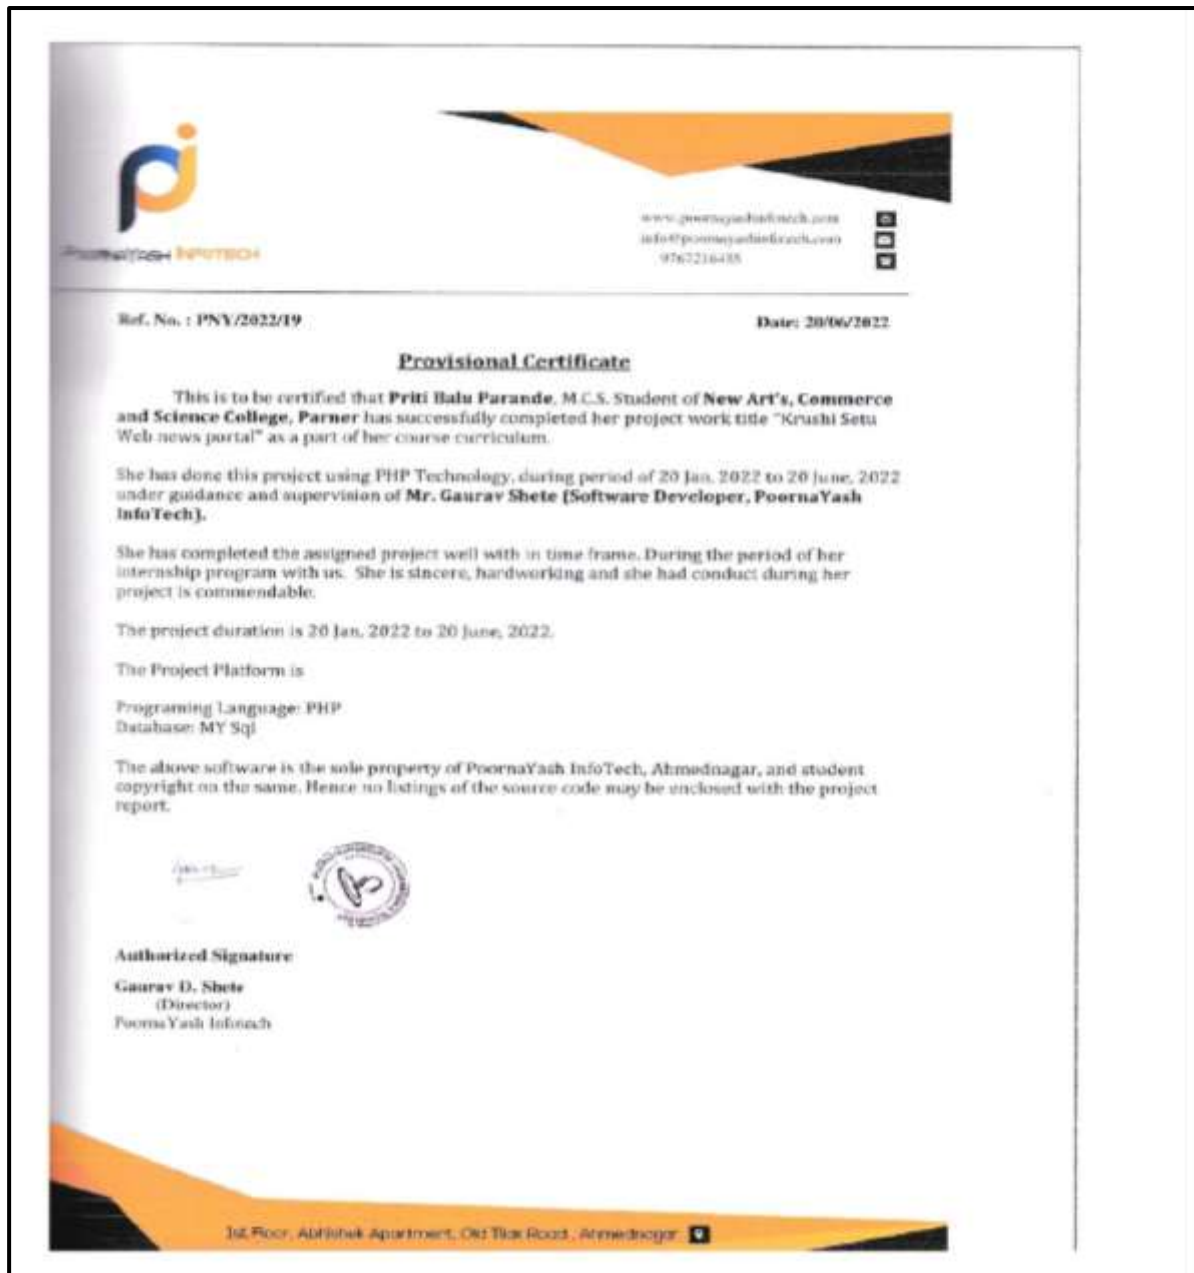 pi
POORNAYASH INFOTECH
www.poornayashinfotech.com
info@poornayashinfotech.com
Ref. No. : PNY/2022/19
Date: 20/06/2022
Provisional Certificate
This is to be certified that Priti Balu Parande, M.C.S. Student of New Art's, Commerce
and Science College, Parner has successfully completed her project work title "Krushi Setu
Web news portal" as a part of her course curriculum.
She has done this project using PHP Technology, during period of 20 Jan. 2022 to 20 June, 2022
under guidance and supervision of Mr. Gaurav Shete (Software Developer, PoornaYash
InfoTech).
She has completed the assigned project well with in time frame. During the period of her
internship program with us. She is sincere, hardworking and she had conduct during her
project is commendable.
The project duration is 20 Jan. 2022 to 20 June, 2022.
The Project Platform is
Programing Language: PHP
Database: MY Sql
The above software is the sole property of PoornaYash InfoTech, Ahmednagar, and student
copyright on the same. Hence no listings of the source code may be enclosed with the project
report.
Authorized Signature
Gaurav D. Shete
(Director)
PoornaYash Infotech
1st Floor, Abhishek Apartment, Old Tilak Road, Ahmednagar